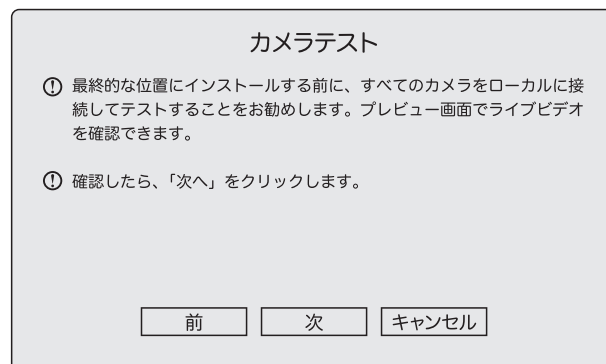 カメラテスト
最終的な位置にインストールする前に、すべてのカメラをローカルに接
続してテストすることをお勧めします。プレビュー画面でライブビデオ
を確認できます。
確認したら、「次へ」をクリックします。
前 次 キャンセル